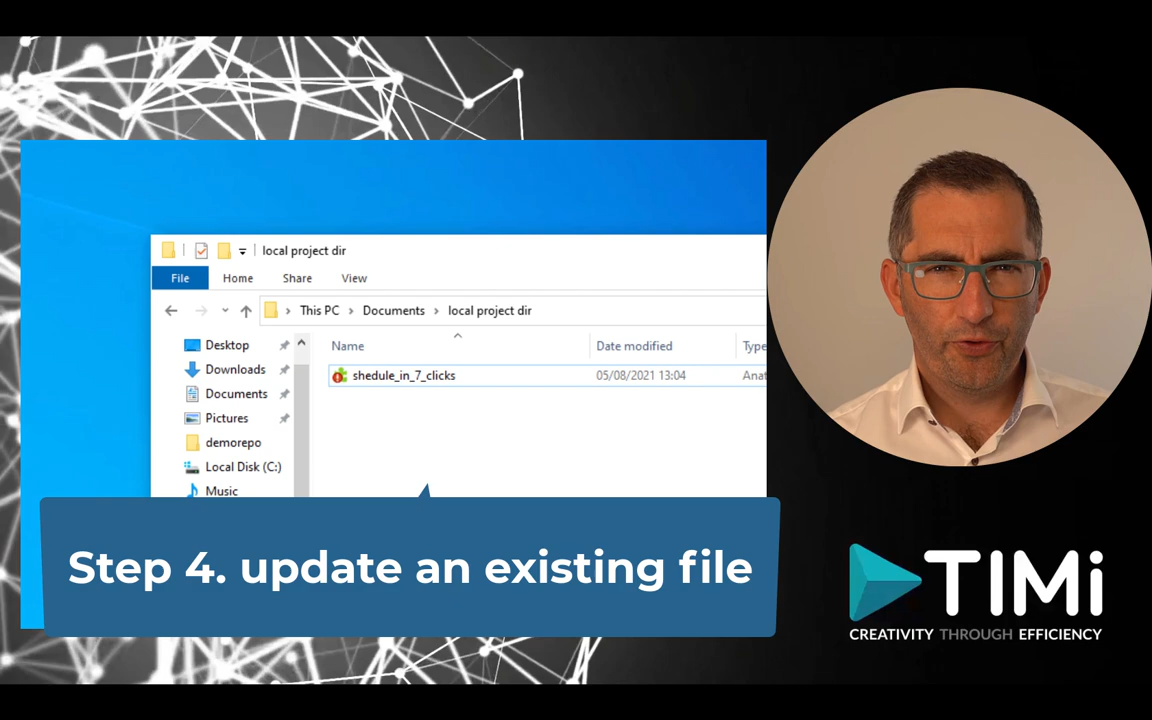 local project dir
File Home Share View
This PC > Documents > local project dir
Name Date modified Type
Desktop
shedule_in_7_clicks 05/08/2021 13:04 Anat
Downloads
Documents
Pictures
demorepo
Local Disk (C:)
Music
Step 4. update an existing file
TIMi
CREATIVITY THROUGH EFFICIENCY